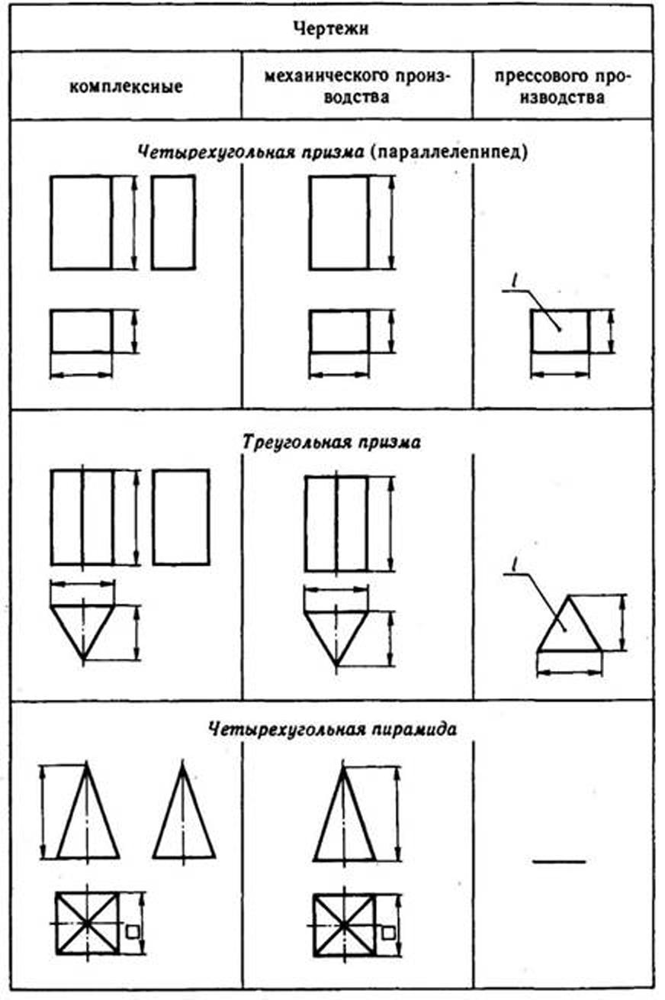 Чертежи
комплексные
механического произ-
водства
прессового про-
изводства
Четырехугольная призма (параллелепипед)
l
Треугольная призма
l
Четырехугольная пирамида